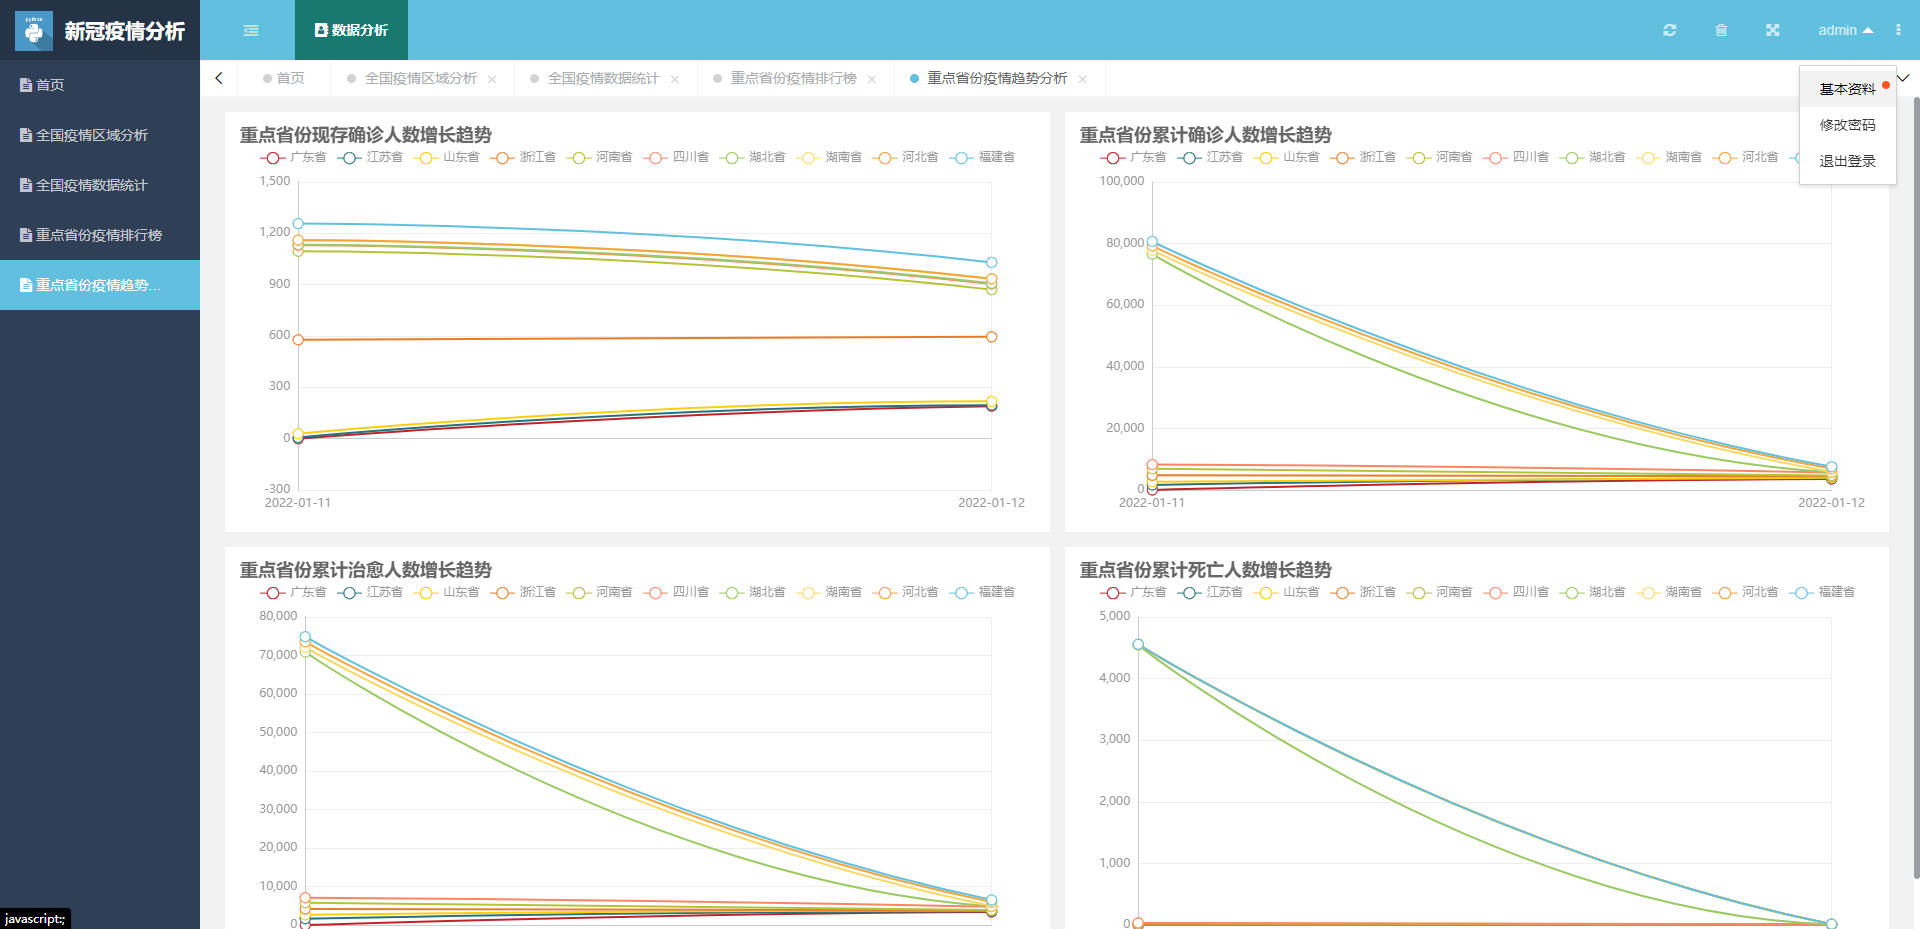 python
新冠疫情分析
数据分析
admin
首页
全国疫情区域分析
全国疫情数据统计
重点省份疫情排行榜
重点省份疫情趋势...
首页
全国疫情区域分析
全国疫情数据统计
重点省份疫情排行榜
重点省份疫情趋势分析
基本资料
修改密码
退出登录
重点省份现存确诊人数增长趋势
广东省 江苏省 山东省 浙江省 河南省 四川省 湖北省 湖南省 河北省 福建省
1,500
1,200
900
600
300
0
-300
2022-01-11 2022-01-12
重点省份累计确诊人数增长趋势
广东省 江苏省 山东省 浙江省 河南省 四川省 湖北省 湖南省 河北省
100,000
80,000
60,000
40,000
20,000
0
2022-01-11 2022-01-12
重点省份累计治愈人数增长趋势
广东省 江苏省 山东省 浙江省 河南省 四川省 湖北省 湖南省 河北省 福建省
80,000
70,000
60,000
50,000
40,000
30,000
20,000
10,000
0
重点省份累计死亡人数增长趋势
广东省 江苏省 山东省 浙江省 河南省 四川省 湖北省 湖南省 河北省 福建省
5,000
4,000
3,000
2,000
1,000
0
javascript:;